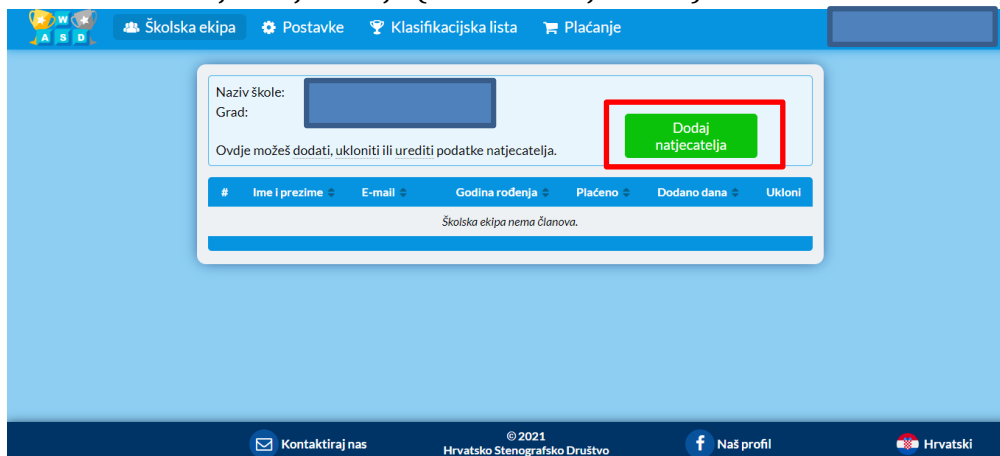 W
A S D
Školska ekipa Postavke Klasifikacijska lista Plaćanje
Naziv škole:
Grad:
Dodaj
natjecatelja
Ovdje možeš dodati, ukloniti ili urediti podatke natjecatelja.
# Ime i prezime E-mail Godina rođenja Plaćeno Dodano dana Ukloni
Školska ekipa nema članova.
Kontaktiraj nas
© 2021
Hrvatsko Stenografsko Društvo
f Naš profil
Hrvatski